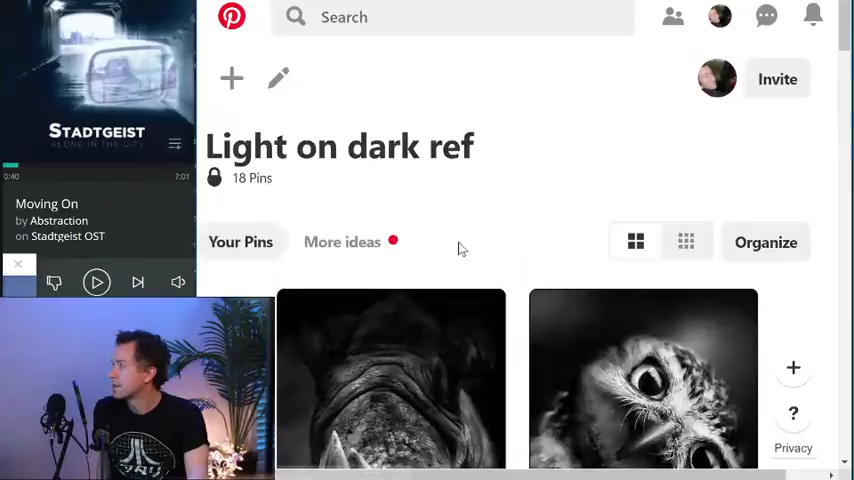 Search
Invite
Light on dark ref
18 Pins
Your Pins
More ideas
Organize
STADTGEIST
ALONE IN THE CITY
0:40
7:01
Moving On
by Abstraction
on Stadtgeist OST
ATARI
Privacy